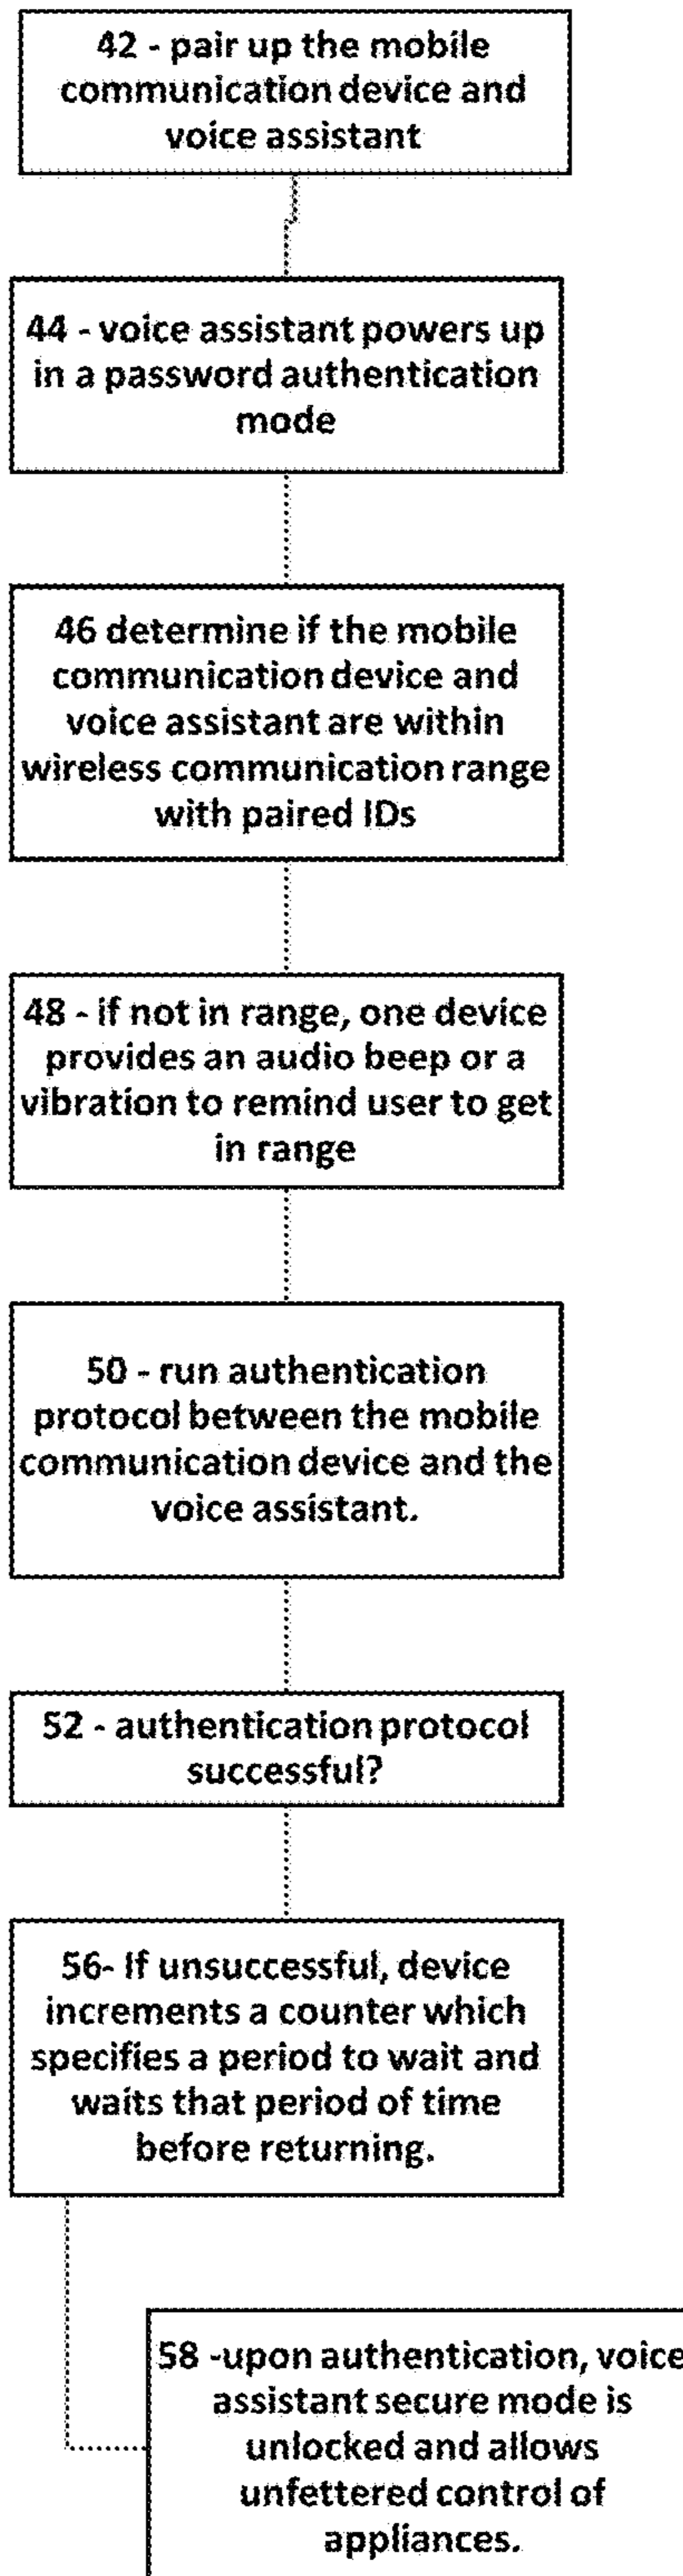 42 - pair up the mobile
communication device and
voice assistant
44 - voice assistant powers up
in a password authentication
mode
46 determine if the mobile
communication device and
voice assistant are within
wireless communication range
with paired IDs
48 - if not in range, one device
provides an audio beep or a
vibration to remind user to get
in range
50 - run authentication
protocol between the mobile
communication device and the
voice assistant.
52 - authentication protocol
successful?
56- If unsuccessful, device
increments a counter which
specifies a period to wait and
waits that period of time
before returning.
58 -upon authentication, voice
assistant secure mode is
unlocked and allows
unfettered control of
appliances.